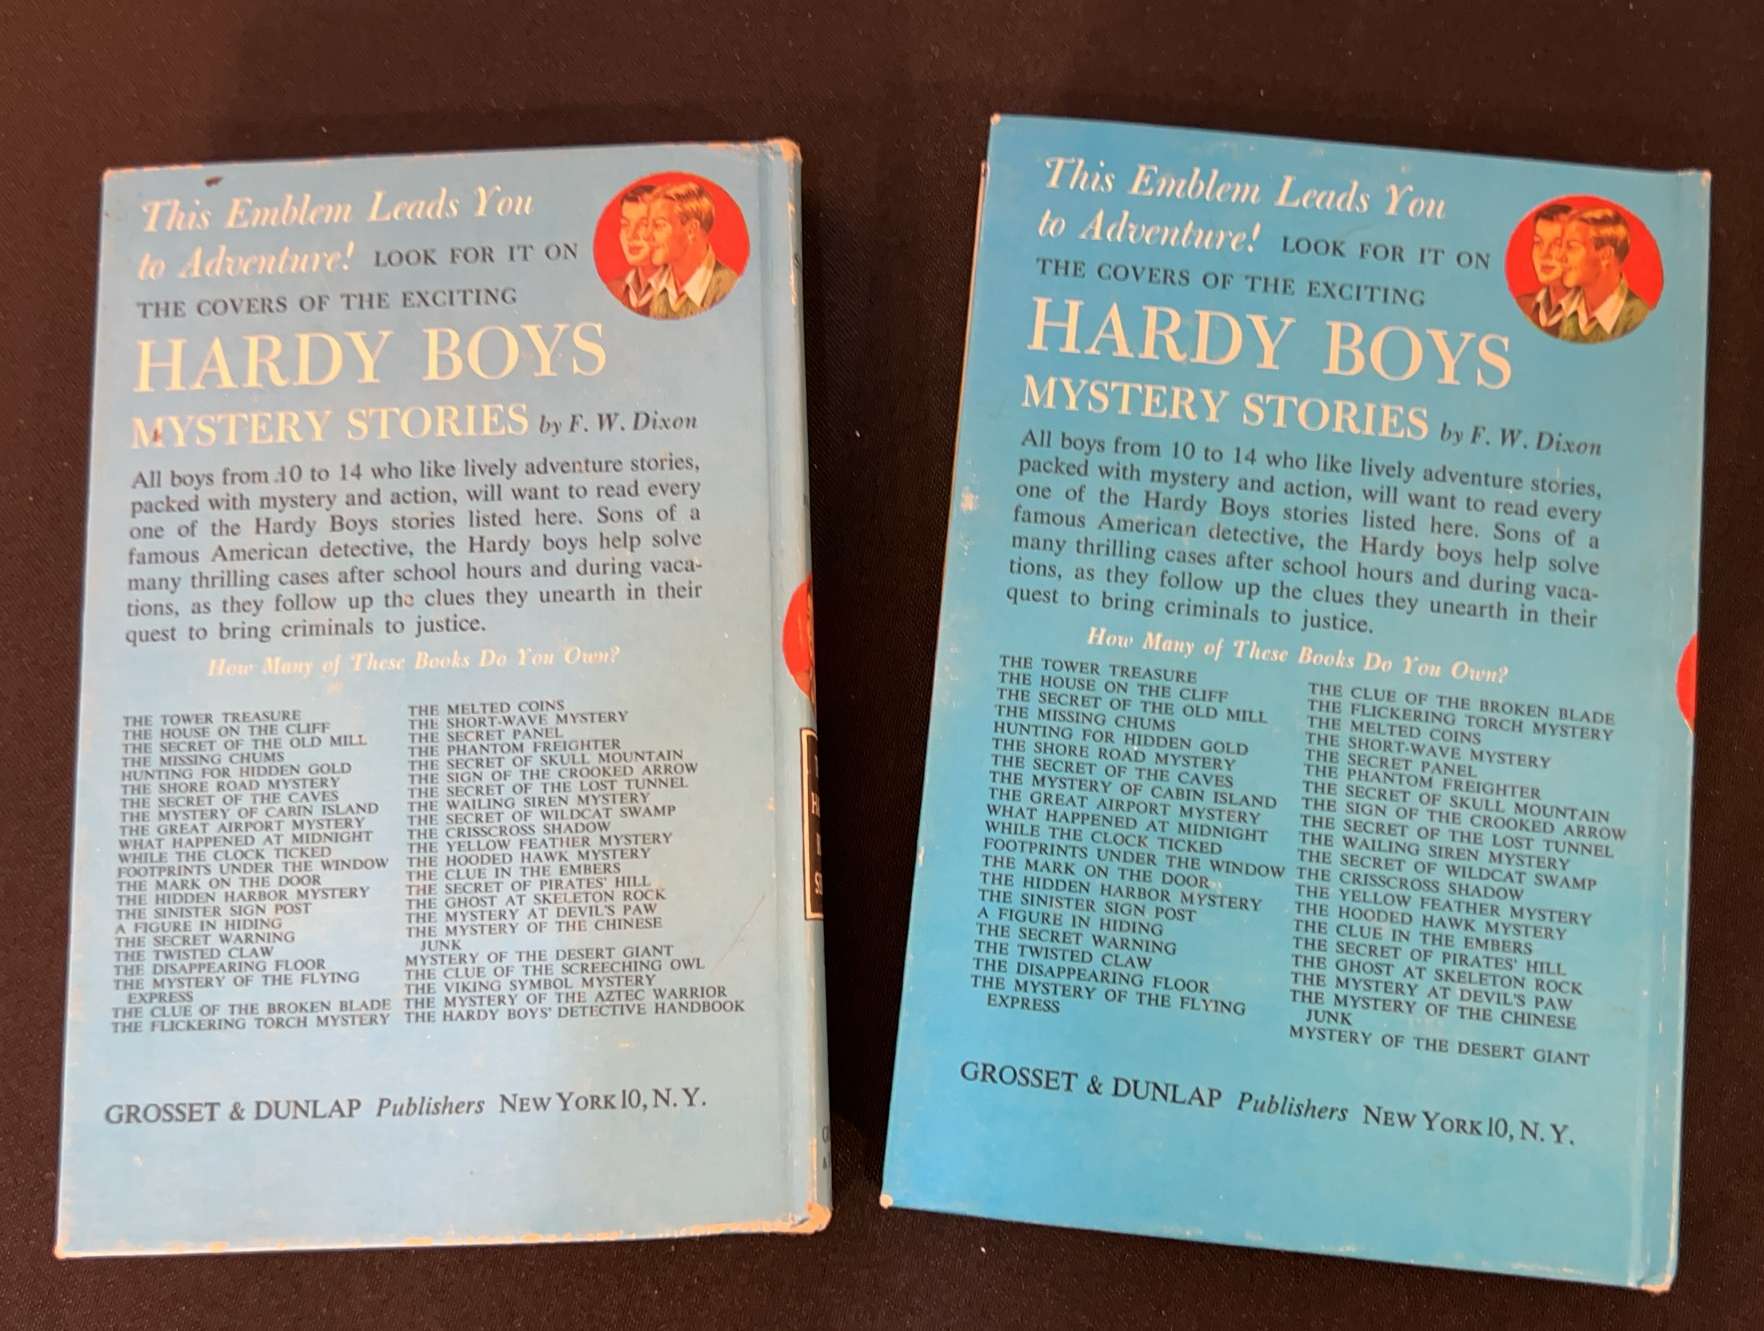 This Emblem Leads You
to Adventure! LOOK FOR IT ON
THE COVERS OF THE EXCITING
HARDY BOYS
MYSTERY STORIES by F. W. Dixon
All boys from 10 to 14 who like lively adventure stories,
packed with mystery and action, will want to read every
one of the Hardy Boys stories listed here. Sons of a
famous American detective, the Hardy boys help solve
many thrilling cases after school hours and during vaca-
tions, as they follow up the clues they unearth in their
quest to bring criminals to justice.
How Many of These Books Do You Own?
THE TOWER TREASURE
THE HOUSE ON THE CLIFF
THE SECRET OF THE OLD MILL
THE MISSING CHUMS
HUNTING FOR HIDDEN GOLD
THE SHORE ROAD MYSTERY
THE SECRET OF THE CAVES
THE MYSTERY OF CABIN ISLAND
THE GREAT AIRPORT MYSTERY
WHAT HAPPENED AT MIDNIGHT
WHILE THE CLOCK TICKED
FOOTPRINTS UNDER THE WINDOW
THE MARK ON THE DOOR
THE HIDDEN HARBOR MYSTERY
THE SINISTER SIGN POST
A FIGURE IN HIDING
THE SECRET WARNING
THE TWISTED CLAW
THE DISAPPEARING FLOOR
THE MYSTERY OF THE FLYING
EXPRESS
THE CLUE OF THE BROKEN BLADE
THE FLICKERING TORCH MYSTERY
THE MELTED COINS
THE SHORT-WAVE MYSTERY
THE SECRET PANEL
THE PHANTOM FREIGHTER
THE SECRET OF SKULL MOUNTAIN
THE SIGN OF THE CROOKED ARROW
THE SECRET OF THE LOST TUNNEL
THE WAILING SIREN MYSTERY
THE SECRET OF WILDCAT SWAMP
THE CRISSCROSS SHADOW
THE YELLOW FEATHER MYSTERY
THE HOODED HAWK MYSTERY
THE CLUE IN THE EMBERS
THE SECRET OF PIRATES' HILL
THE GHOST AT SKELETON ROCK
THE MYSTERY AT DEVIL'S PAW
THE MYSTERY OF THE CHINESE
JUNK
MYSTERY OF THE DESERT GIANT
THE CLUE OF THE SCREECHING OWL
THE VIKING SYMBOL MYSTERY
THE MYSTERY OF THE AZTEC WARRIOR
THE HARDY BOYS' DETECTIVE HANDBOOK
GROSSET & DUNLAP Publishers NEW YORK 10, N. Y.
This Emblem Leads You
to Adventure! LOOK FOR IT ON
THE COVERS OF THE EXCITING
HARDY BOYS
MYSTERY STORIES by F. W. Dixon
All boys from 10 to 14 who like lively adventure stories,
packed with mystery and action, will want to read every
one of the Hardy Boys stories listed here. Sons of a
famous American detective, the Hardy boys help solve
many thrilling cases after school hours and during vaca-
tions, as they follow up the clues they unearth in their
quest to bring criminals to justice.
How Many of These Books Do You Own?
THE TOWER TREASURE
THE HOUSE ON THE CLIFF
THE SECRET OF THE OLD MILL
THE MISSING CHUMS
HUNTING FOR HIDDEN GOLD
THE SHORE ROAD MYSTERY
THE SECRET OF THE CAVES
THE MYSTERY OF CABIN ISLAND
THE GREAT AIRPORT MYSTERY
WHAT HAPPENED AT MIDNIGHT
WHILE THE CLOCK TICKED
FOOTPRINTS UNDER THE WINDOW
THE MARK ON THE DOOR
THE HIDDEN HARBOR MYSTERY
THE SINISTER SIGN POST
A FIGURE IN HIDING
THE SECRET WARNING
THE TWISTED CLAW
THE DISAPPEARING FLOOR
THE MYSTERY OF THE FLYING
EXPRESS
THE CLUE OF THE BROKEN BLADE
THE FLICKERING TORCH MYSTERY
THE MELTED COINS
THE SHORT-WAVE MYSTERY
THE SECRET PANEL
THE PHANTOM FREIGHTER
THE SECRET OF SKULL MOUNTAIN
THE SIGN OF THE CROOKED ARROW
THE SECRET OF THE LOST TUNNEL
THE WAILING SIREN MYSTERY
THE SECRET OF WILDCAT SWAMP
THE CRISSCROSS SHADOW
THE YELLOW FEATHER MYSTERY
THE HOODED HAWK MYSTERY
THE CLUE IN THE EMBERS
THE SECRET OF PIRATES' HILL
THE GHOST AT SKELETON ROCK
THE MYSTERY AT DEVIL'S PAW
THE MYSTERY OF THE CHINESE
JUNK
MYSTERY OF THE DESERT GIANT
GROSSET & DUNLAP Publishers NEW YORK 10, N. Y.